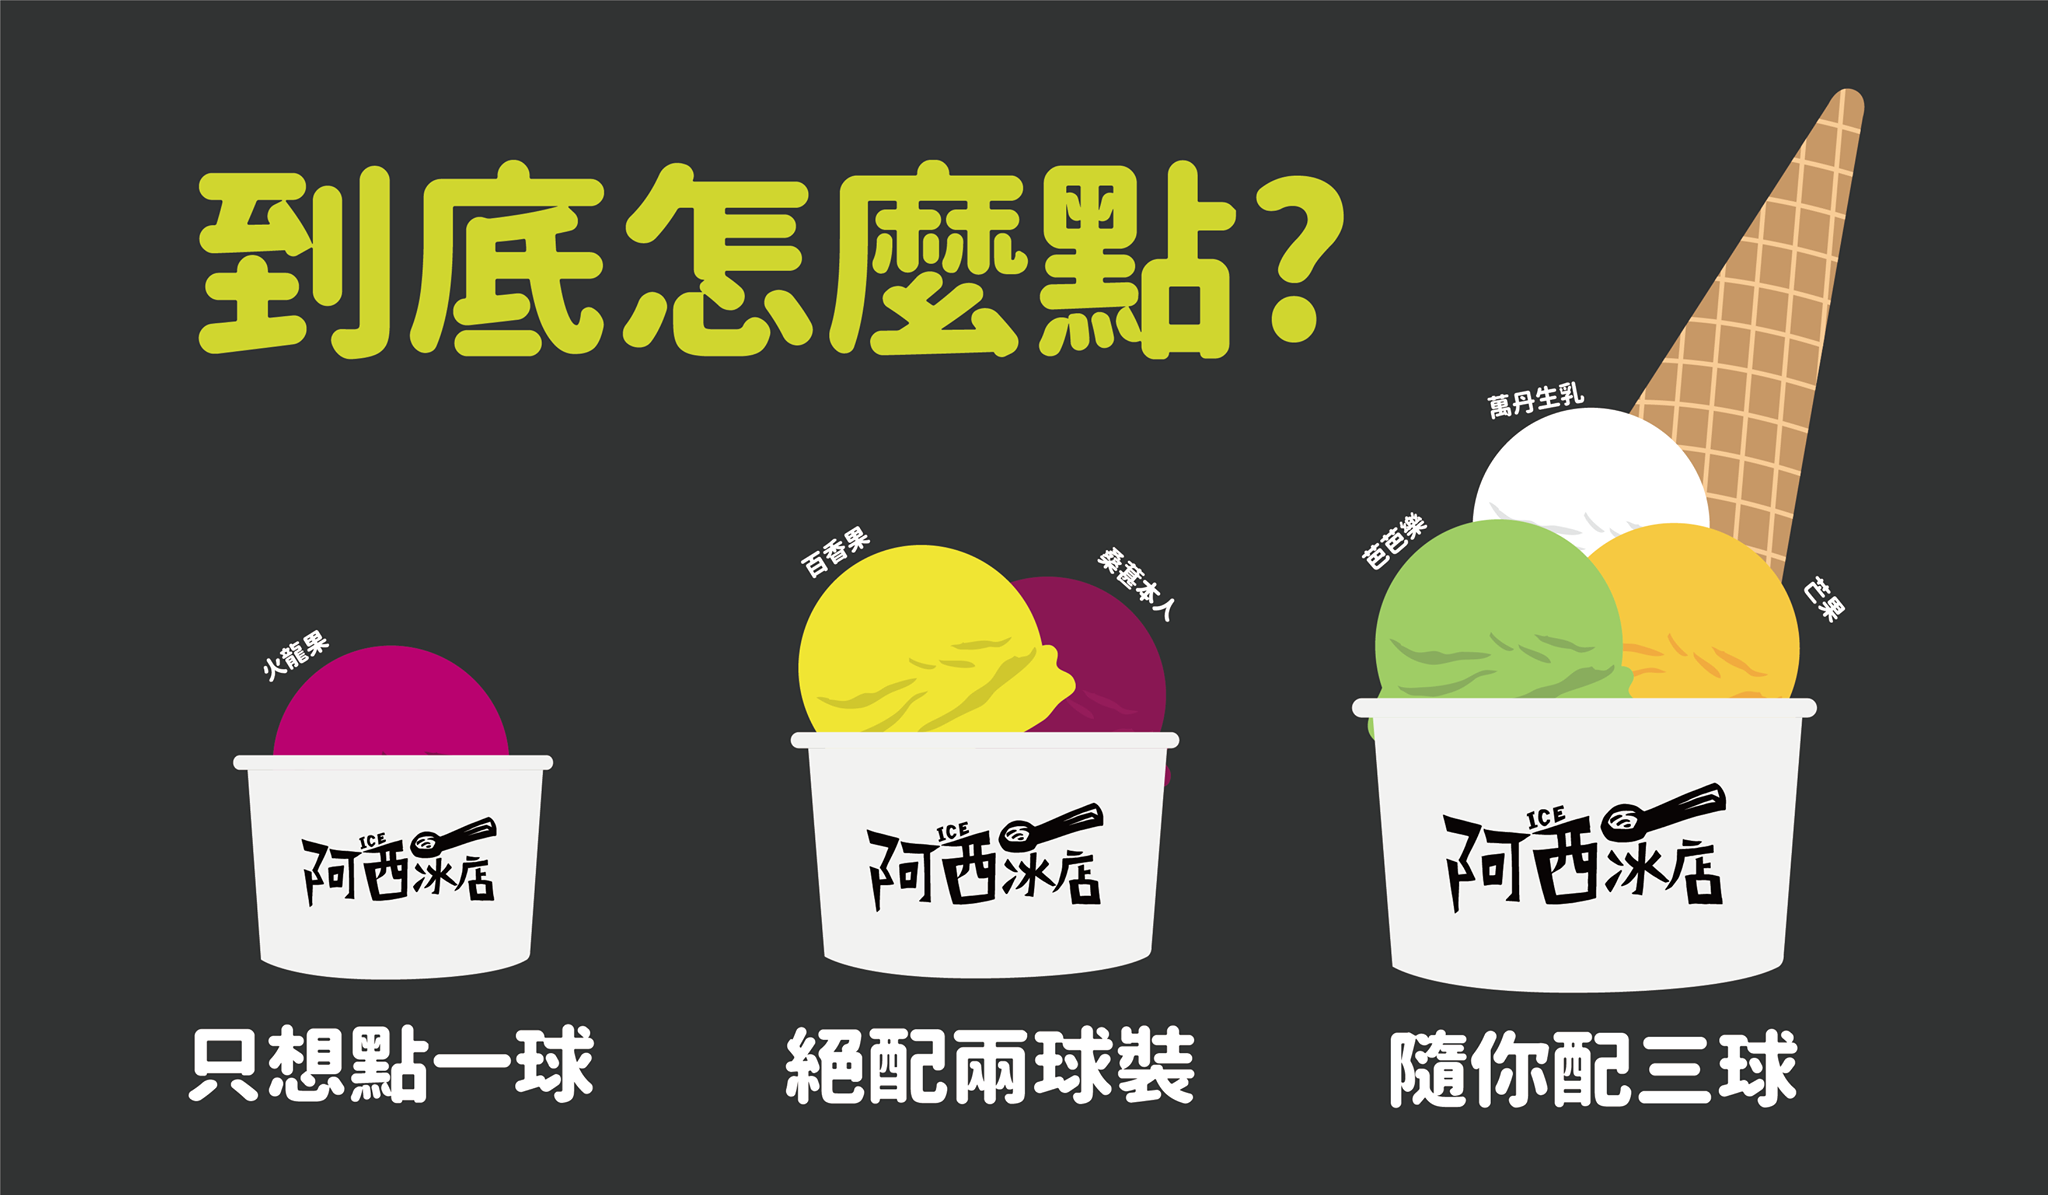 到底怎麼點?
火龍果
百香果
桑葚本人
萬丹生乳
芭芭樂
芒果
ICE
阿西冰店
ICE
阿西冰店
ICE
阿西冰店
只想點一球
絕配兩球裝
隨你配三球